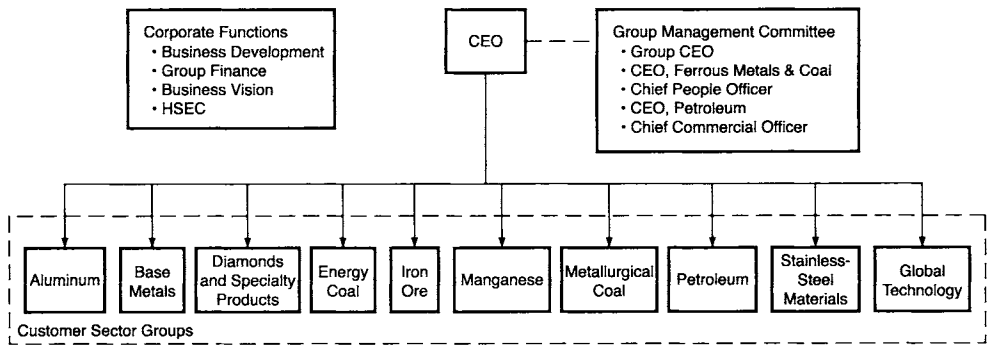 Corporate Functions
• Business Development
• Group Finance
• Business Vision
• HSEC
CEO
Group Management Committee
• Group CEO
• CEO, Ferrous Metals & Coal
• Chief People Officer
• CEO, Petroleum
• Chief Commercial Officer
Aluminum
Base
Metals
Diamonds
and Specialty
Products
Energy
Coal
Iron
Ore
Manganese
Metallurgical
Coal
Petroleum
Stainless-
Steel
Materials
Global
Technology
Customer Sector Groups